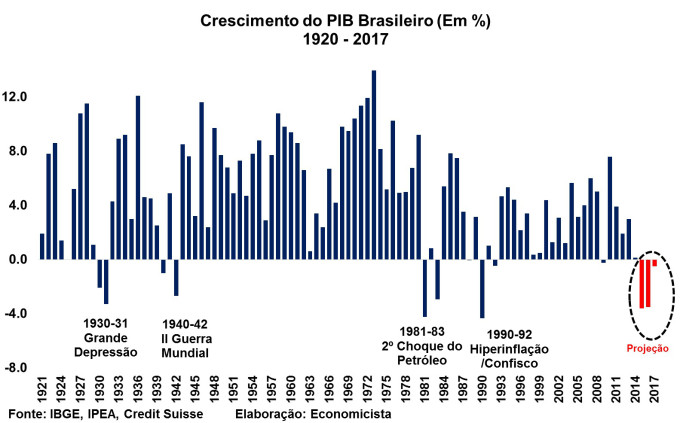 Crescimento do PIB Brasileiro (Em %)
1920 - 2017
12.0
8.0
4.0
0.0
-4.0
-8.0
1930-31
Grande
Depressão
1940-42
II Guerra
Mundial
1981-83
2º Choque do
Petróleo
1990-92
Hiperinflação
/Confisco
Projeção
1921 1924 1927 1930 1933 1936 1939 1942 1945 1948 1951 1954 1957 1960 1963 1966 1969 1972 1975 1978 1981 1984 1987 1990 1993 1996 1999 2002 2005 2008 2011 2014 2017
Fonte: IBGE, IPEA, Credit Suisse Elaboração: Economicista